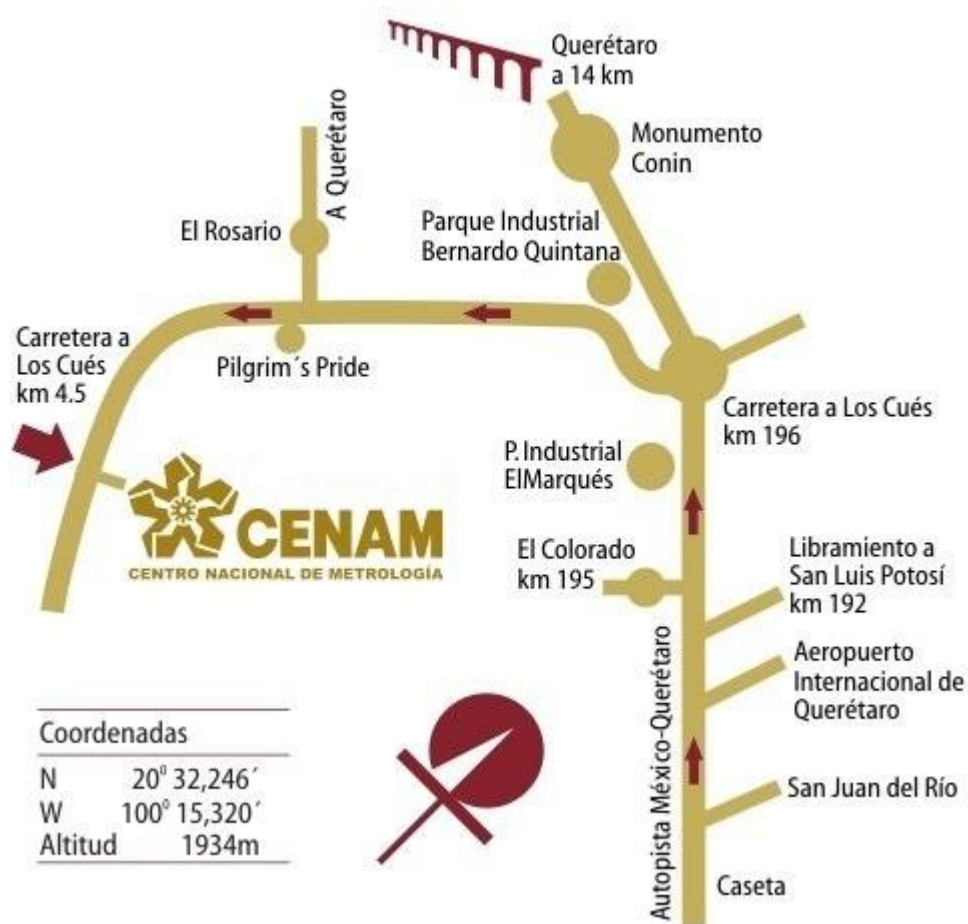 Querétaro
a 14 km
Monumento
Conin
A Querétaro
El Rosario
Parque Industrial
Bernardo Quintana
Carretera a
Los Cués
km 4.5
Pilgrim´s Pride
Carretera a Los Cués
km 196
P. Industrial
ElMarqués
CENAM
CENTRO NACIONAL DE METROLOGÍA
El Colorado
km 195
Libramiento a
San Luis Potosí
km 192
Aeropuerto
Internacional de
Querétaro
Autopista México-Querétaro
San Juan del Río
Caseta
Coordenadas
N 20⁰ 32,246´
W 100⁰ 15,320´
Altitud 1934m